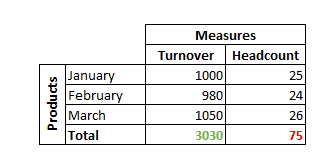 Measures
Turnover Headcount
Products
January 1000 25
February 980 24
March 1050 26
Total 3030 75